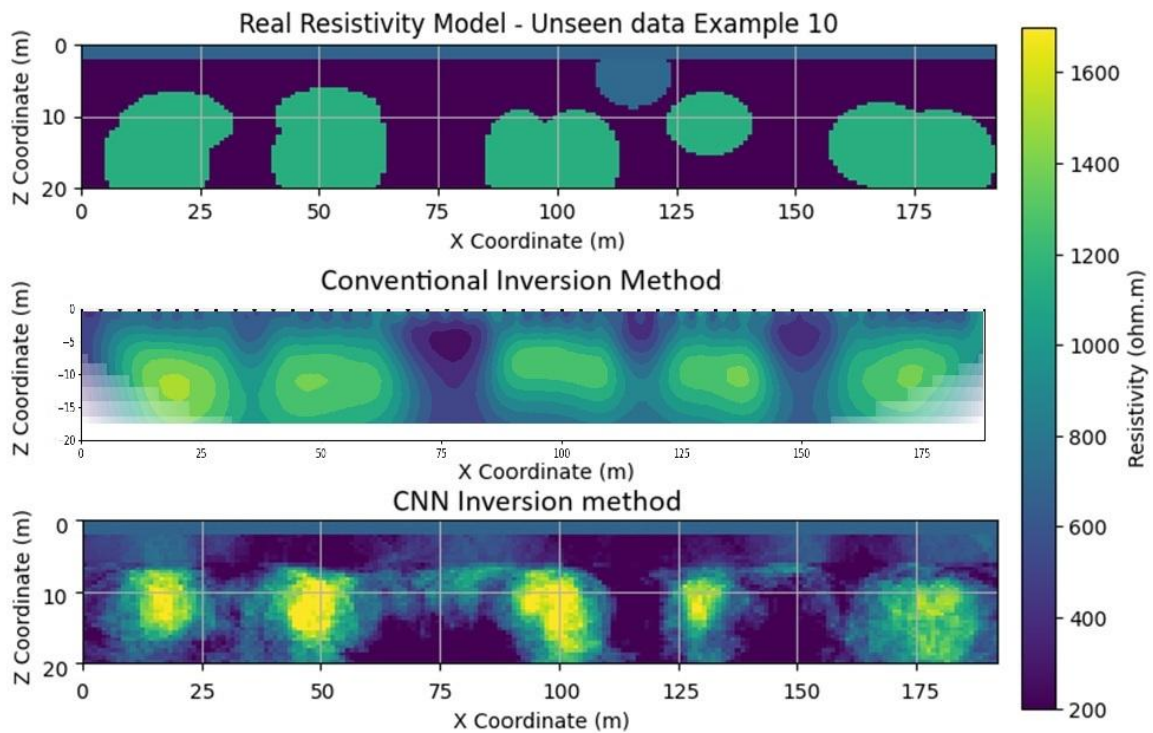 Real Resistivity Model - Unseen data Example 10
Z Coordinate (m)
0
10
20
0 25 50 75 100 125 150 175
X Coordinate (m)
Conventional Inversion Method
Z Coordinate (m)
0
-5
-10
-15
-20
0 25 50 75 100 125 150 175
X Coordinate (m)
CNN Inversion method
Z Coordinate (m)
0
10
20
0 25 50 75 100 125 150 175
X Coordinate (m)
1600
1400
1200
1000
800
600
400
200
Resistivity (ohm.m)